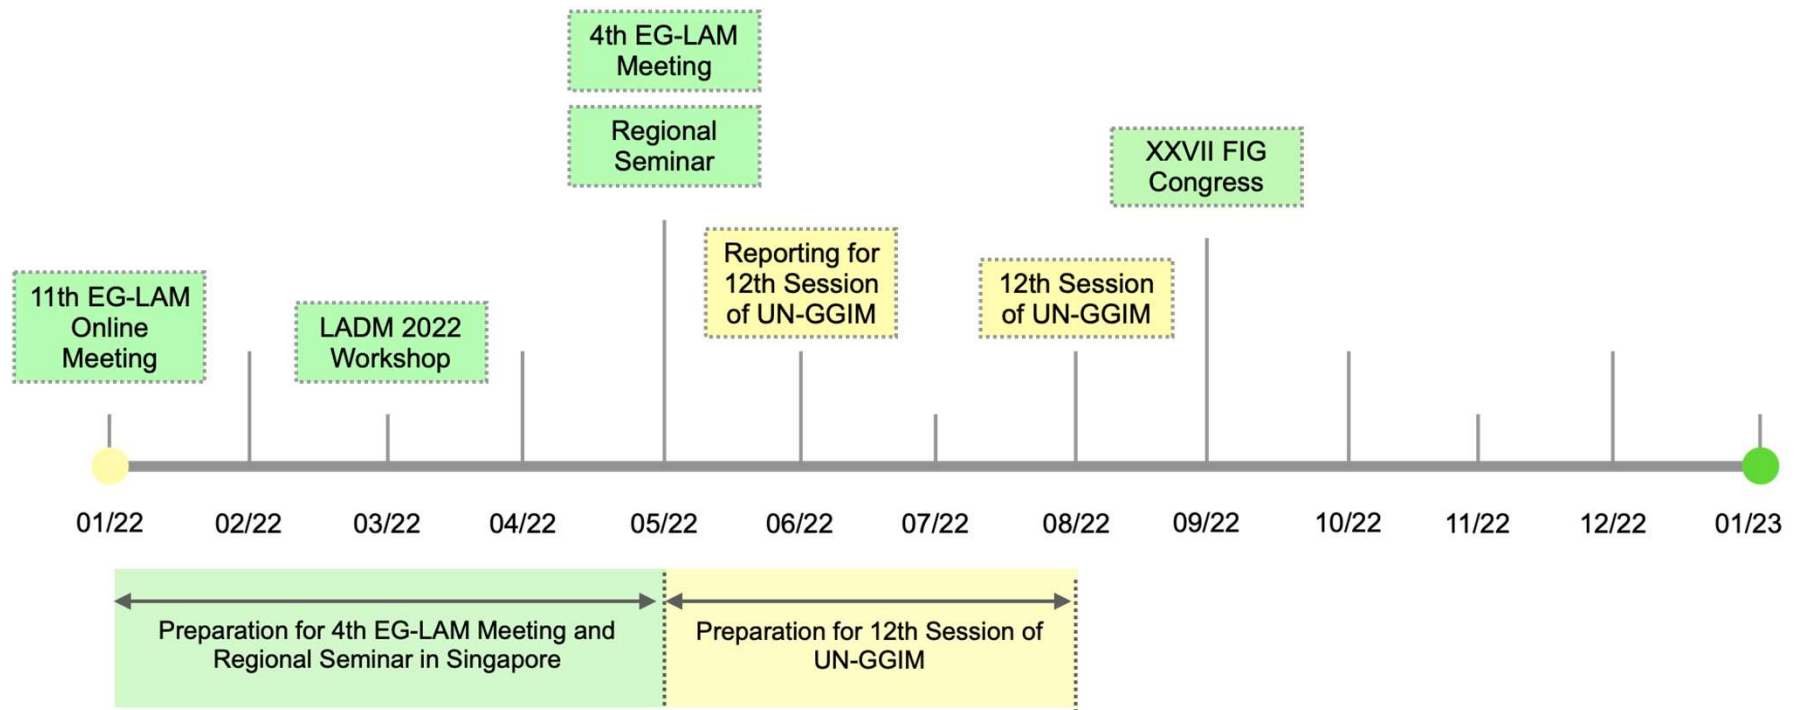 4th EG-LAM
Meeting
Regional
Seminar
XXVII FIG
Congress
Reporting for
12th Session
of UN-GGIM
12th Session
of UN-GGIM
11th EG-LAM
Online
Meeting
LADM 2022
Workshop
01/22
02/22
03/22
04/22
05/22
06/22
07/22
08/22
09/22
10/22
11/22
12/22
01/23
Preparation for 4th EG-LAM Meeting and
Regional Seminar in Singapore
Preparation for 12th Session of
UN-GGIM